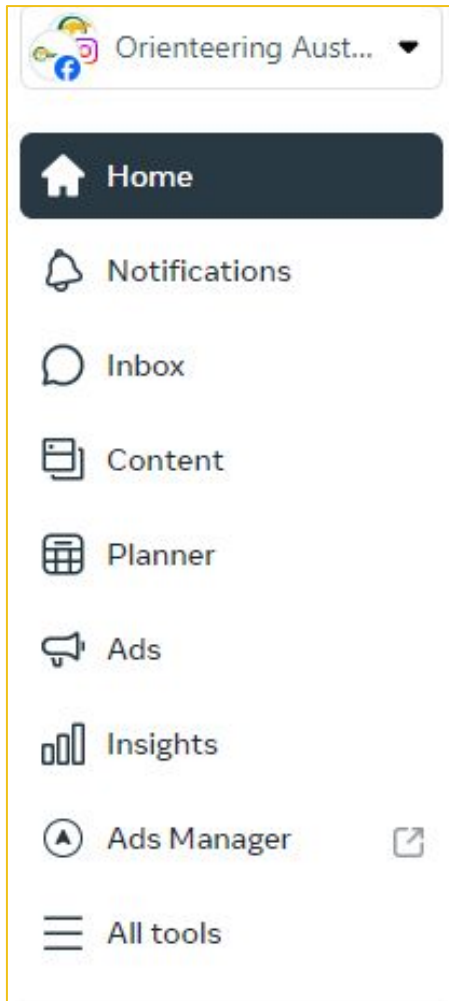 Orienteering Aust...
Home
Notifications
Inbox
Content
Planner
Ads
Insights
Ads Manager
All tools